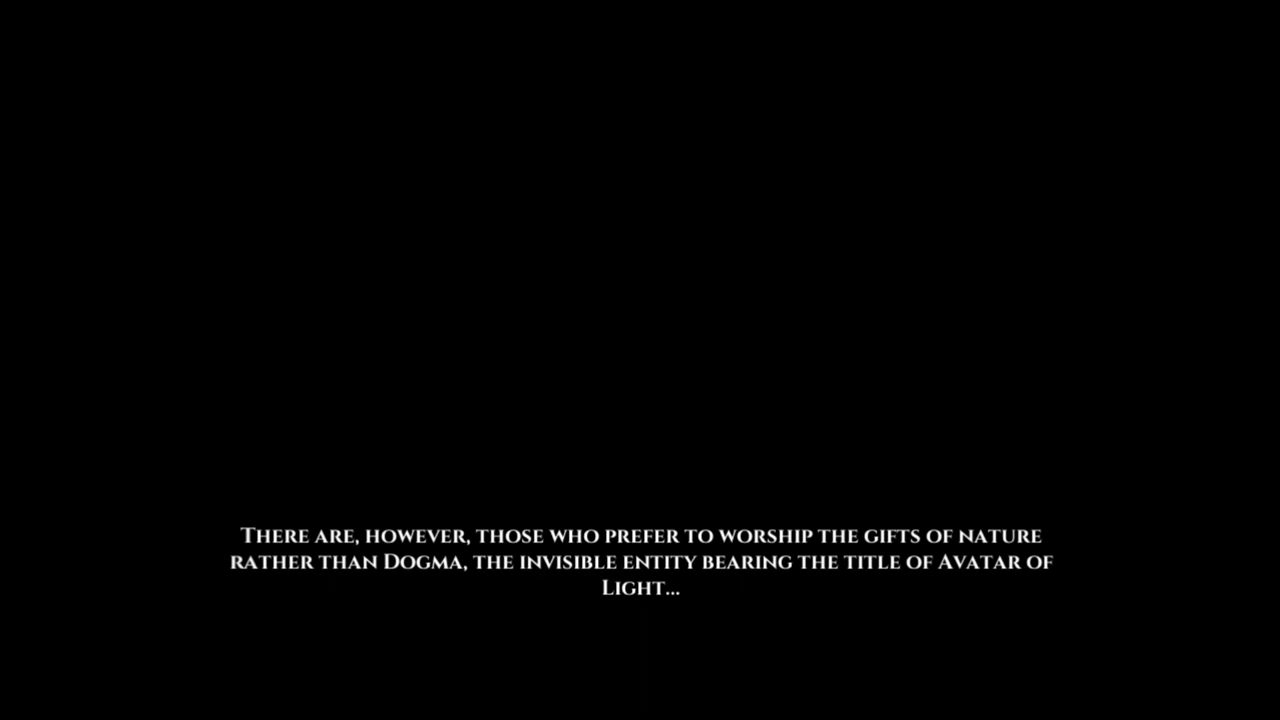 There are, however, those who prefer to worship the gifts of nature
rather than Dogma, the invisible entity bearing the title of Avatar of
Light...